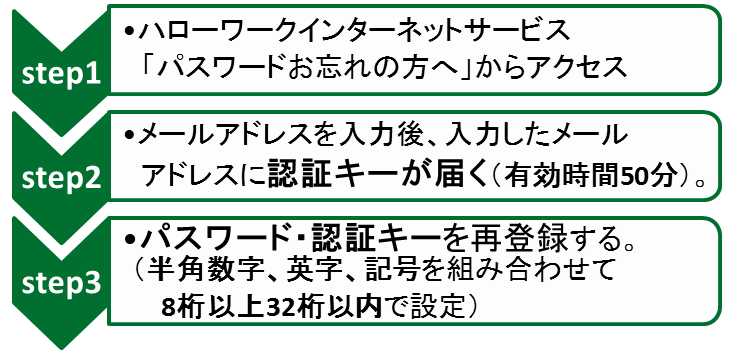 step1
•ハローワークインターネットサービス
「パスワードお忘れの方へ」からアクセス
step2
•メールアドレスを入力後、入力したメール
アドレスに認証キーが届く(有効時間50分)。
step3
•パスワード・認証キーを再登録する。
(半角数字、英字、記号を組み合わせて
8桁以上32桁以内で設定)